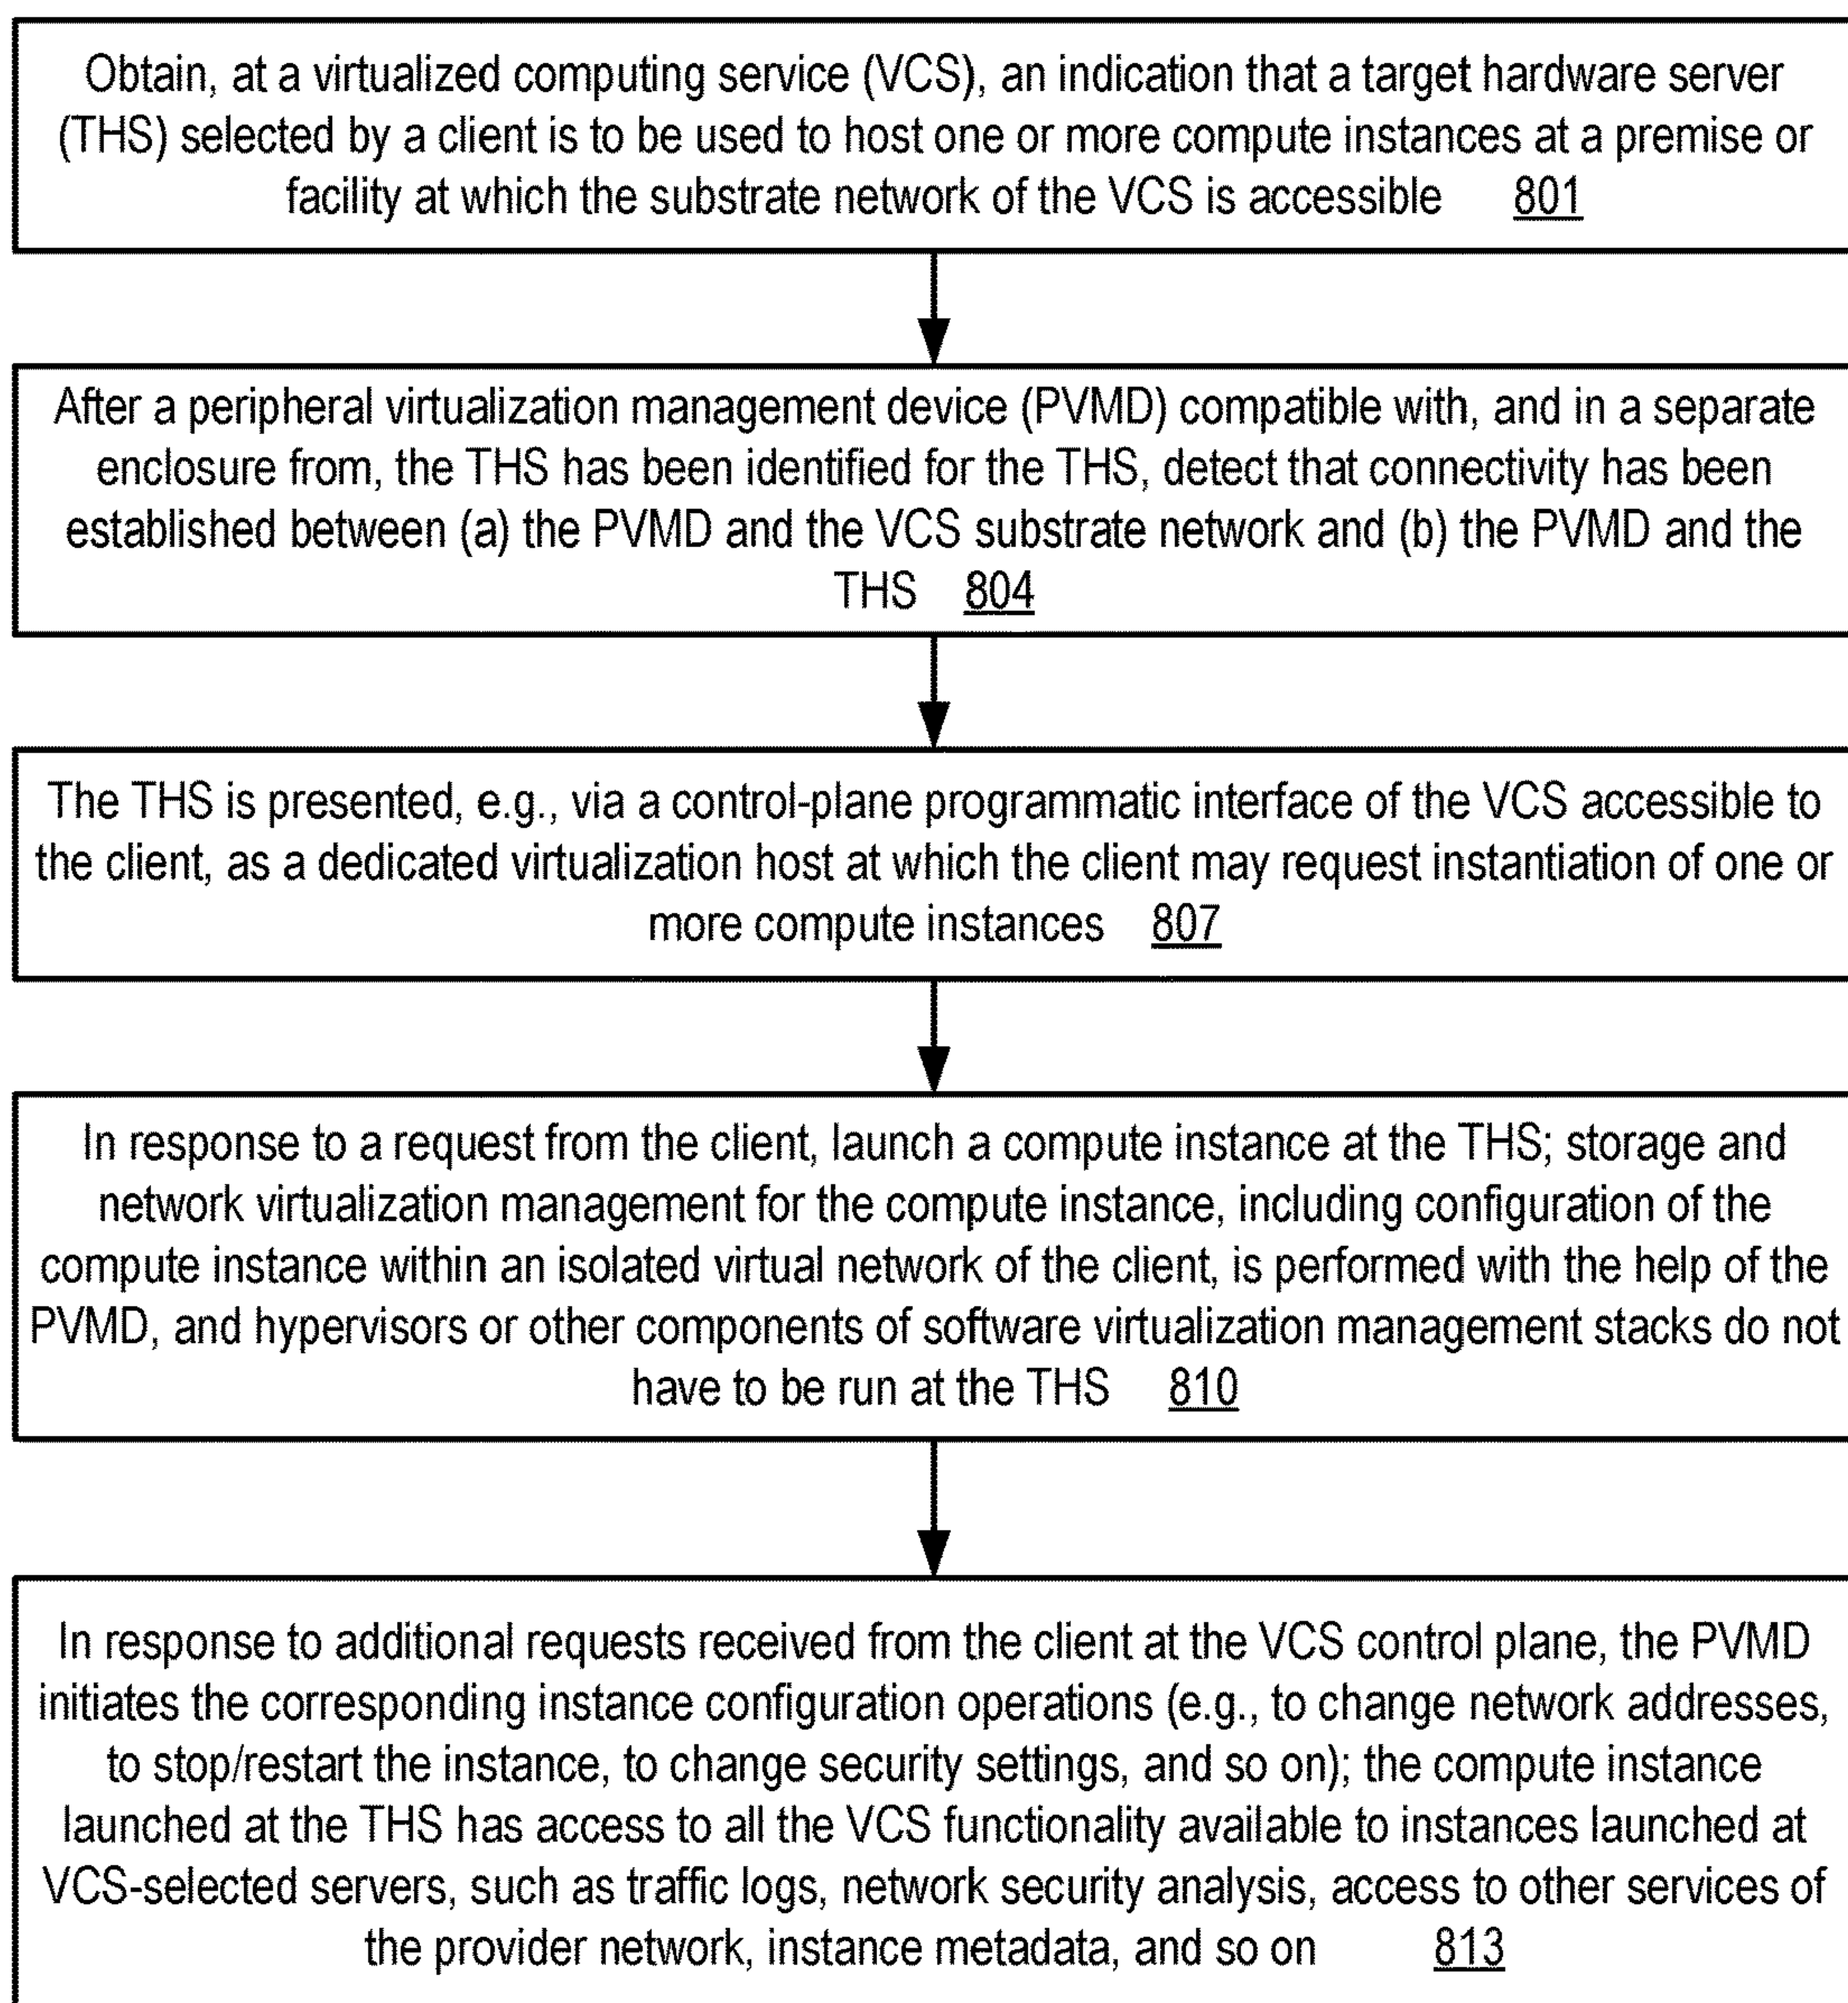 Obtain, at a virtualized computing service (VCS), an indication that a target hardware server
(THS) selected by a client is to be used to host one or more compute instances at a premise or
facility at which the substrate network of the VCS is accessible 801
After a peripheral virtualization management device (PVMD) compatible with, and in a separate
enclosure from, the THS has been identified for the THS, detect that connectivity has been
established between (a) the PVMD and the VCS substrate network and (b) the PVMD and the
THS 804
The THS is presented, e.g., via a control-plane programmatic interface of the VCS accessible to
the client, as a dedicated virtualization host at which the client may request instantiation of one or
more compute instances 807
In response to a request from the client, launch a compute instance at the THS; storage and
network virtualization management for the compute instance, including configuration of the
compute instance within an isolated virtual network of the client, is performed with the help of the
PVMD, and hypervisors or other components of software virtualization management stacks do not
have to be run at the THS 810
In response to additional requests received from the client at the VCS control plane, the PVMD
initiates the corresponding instance configuration operations (e.g., to change network addresses,
to stop/restart the instance, to change security settings, and so on); the compute instance
launched at the THS has access to all the VCS functionality available to instances launched at
VCS-selected servers, such as traffic logs, network security analysis, access to other services of
the provider network, instance metadata, and so on 813